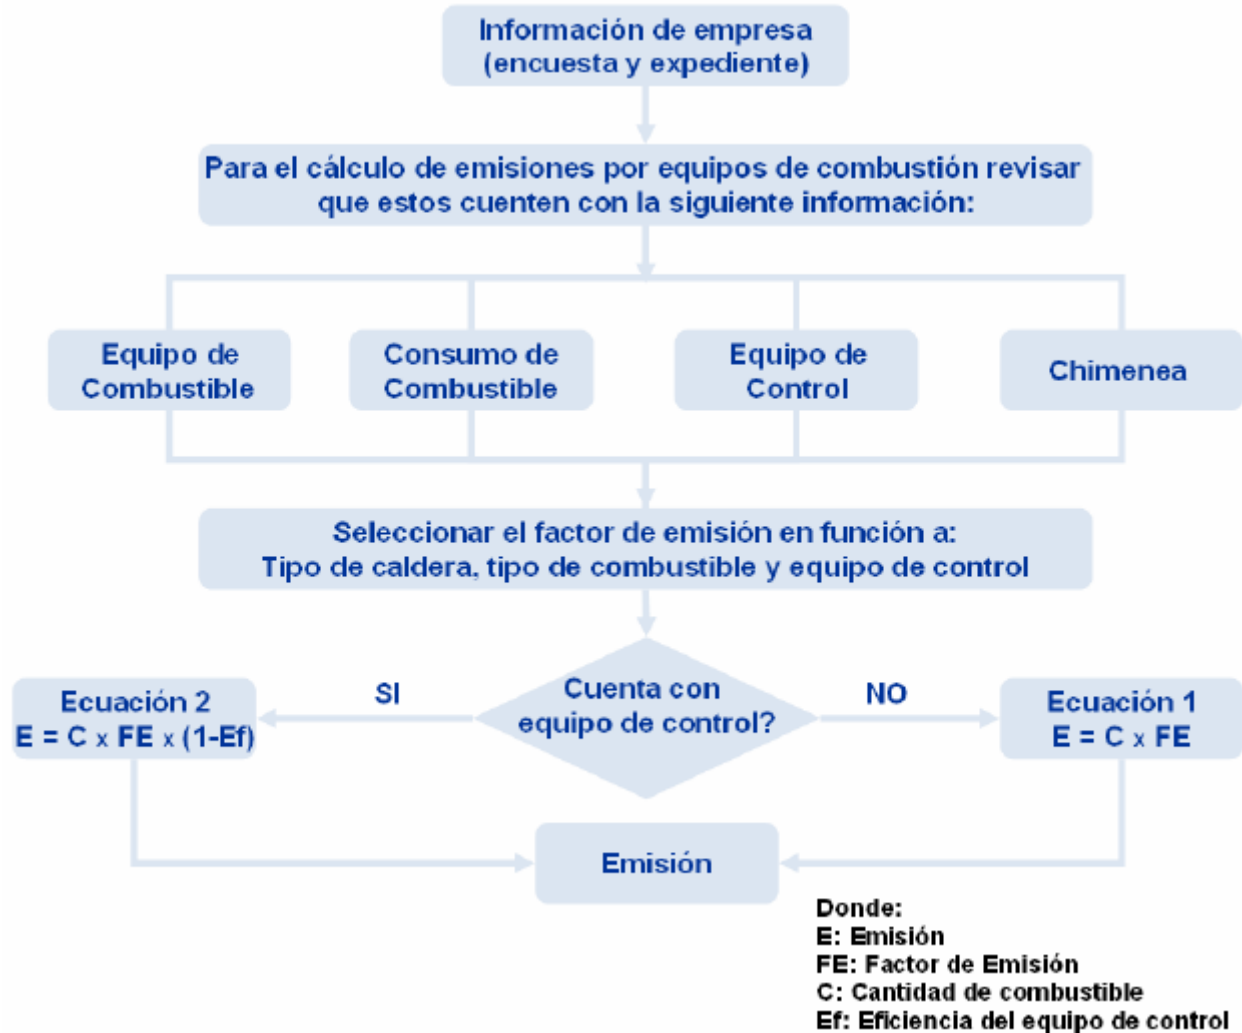 Información de empresa
(encuesta y expediente)
Para el cálculo de emisiones por equipos de combustión revisar
que estos cuenten con la siguiente información:
Equipo de
Combustible
Consumo de
Combustible
Equipo de
Control
Chimenea
Seleccionar el factor de emisión en función a:
Tipo de caldera, tipo de combustible y equipo de control
Cuenta con
equipo de control?
SI
NO
Ecuación 2
E = C x FE x (1-Ef)
Ecuación 1
E = C x FE
Emisión
Donde:
E: Emisión
FE: Factor de Emisión
C: Cantidad de combustible
Ef: Eficiencia del equipo de control